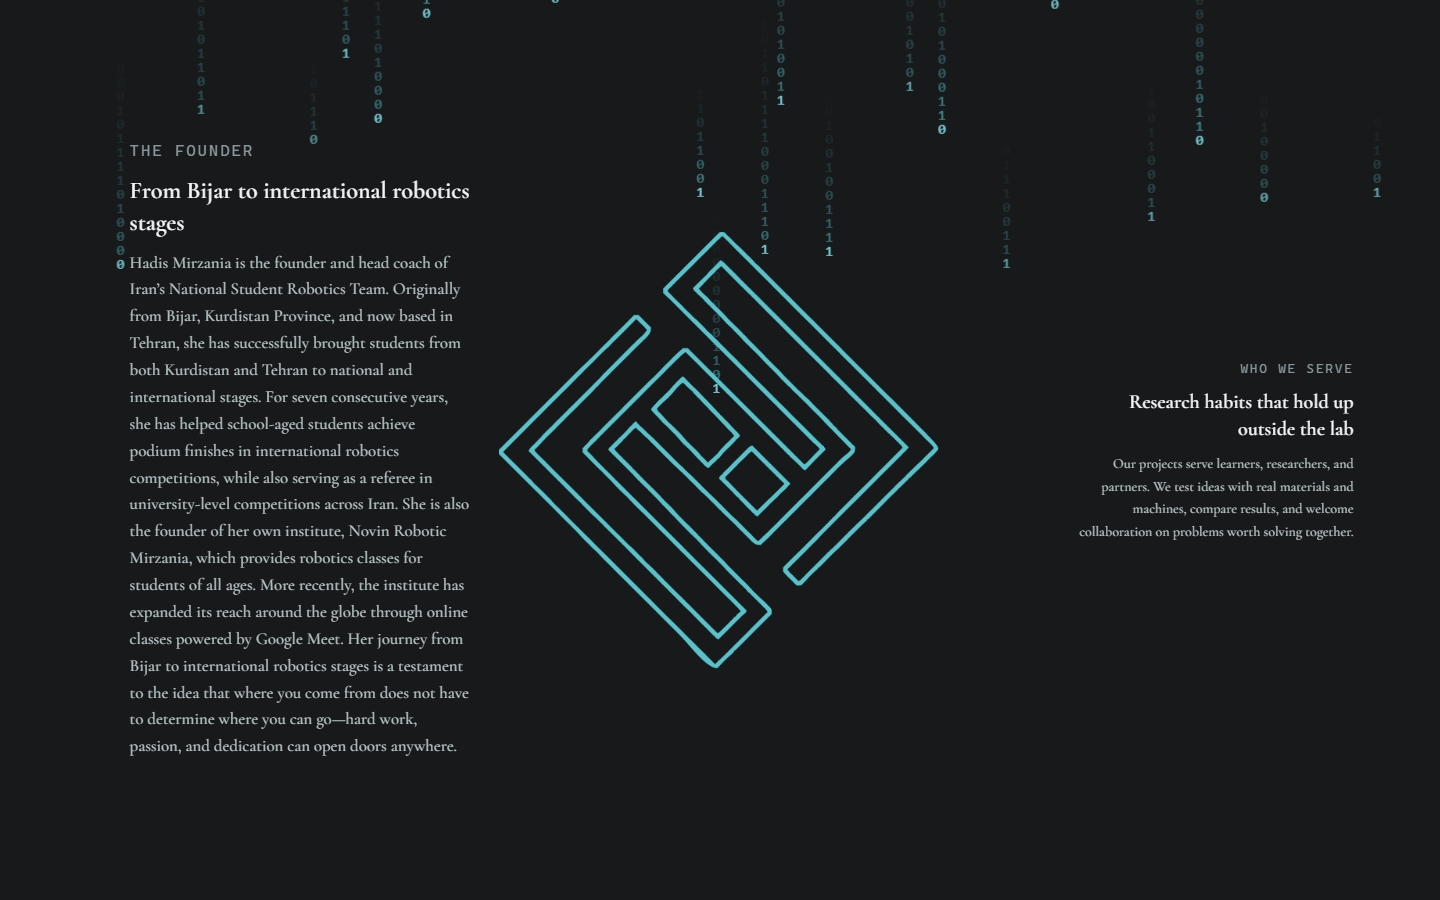 THE FOUNDER
From Bijar to international robotics
stages
Hadis Mirzania is the founder and head coach of
Iran’s National Student Robotics Team. Originally
from Bijar, Kurdistan Province, and now based in
Tehran, she has successfully brought students from
both Kurdistan and Tehran to national and
international stages. For seven consecutive years,
she has helped school-aged students achieve
podium finishes in international robotics
competitions, while also serving as a referee in
university-level competitions across Iran. She is also
the founder of her own institute, Novin Robotic
Mirzania, which provides robotics classes for
students of all ages. More recently, the institute has
expanded its reach around the globe through online
classes powered by Google Meet. Her journey from
Bijar to international robotics stages is a testament
to the idea that where you come from does not have
to determine where you can go—hard work,
passion, and dedication can open doors anywhere.
WHO WE SERVE
Research habits that hold up
outside the lab
Our projects serve learners, researchers, and
partners. We test ideas with real materials and
machines, compare results, and welcome
collaboration on problems worth solving together.